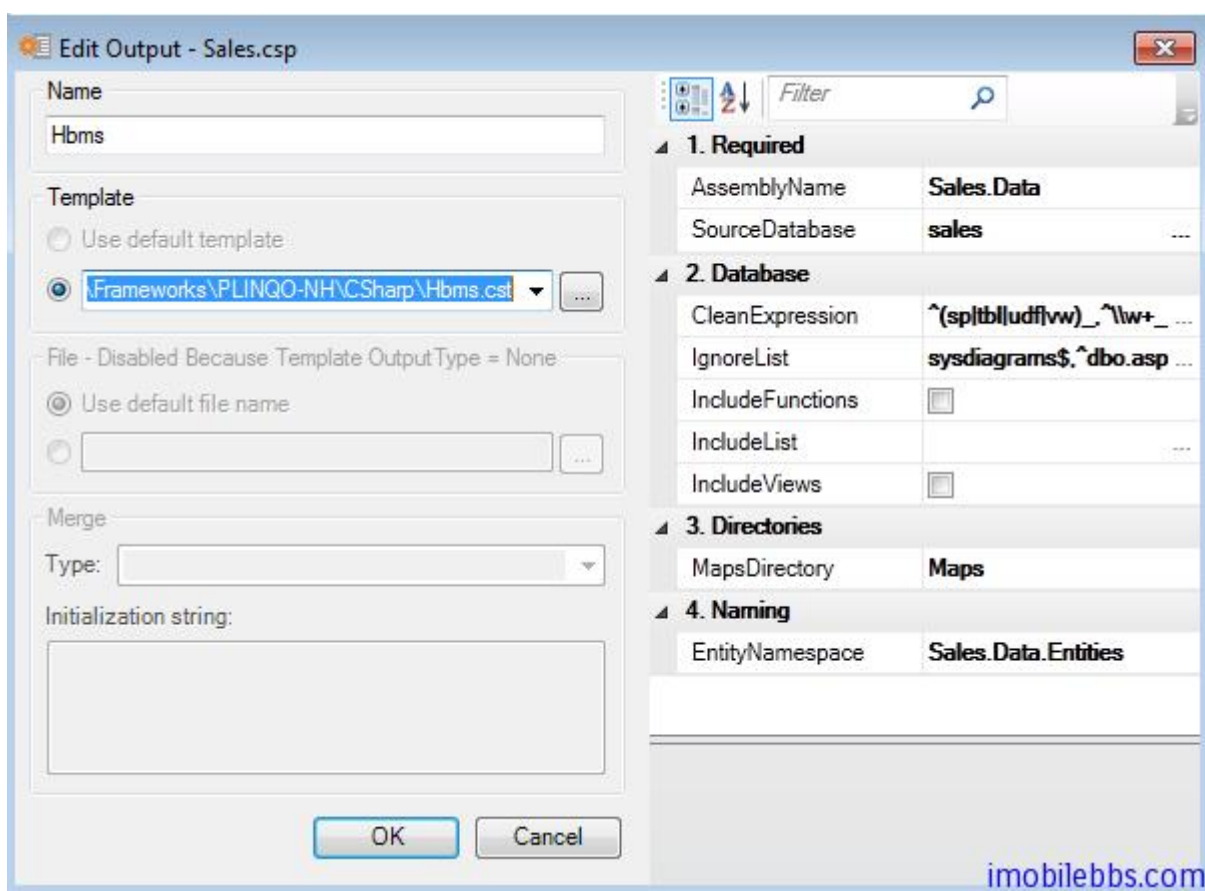 Edit Output - Sales.csp
Name
Hbms
Template
Use default template
\Frameworks\PLINQO-NH\CSharp\Hbms.cst
...
File - Disabled Because Template OutputType = None
Use default file name
...
Merge
Type:
Initialization string:
OK Cancel
Filter
1. Required
AssemblyName Sales.Data
SourceDatabase sales ...
2. Database
CleanExpression ^(sp|tbl|udf|vw)_,^\\w+_ ...
IgnoreList sysdiagrams$,^dbo.asp ...
IncludeFunctions
IncludeList ...
IncludeViews
3. Directories
MapsDirectory Maps
4. Naming
EntityNamespace Sales.Data.Entities
imobilebbs.com